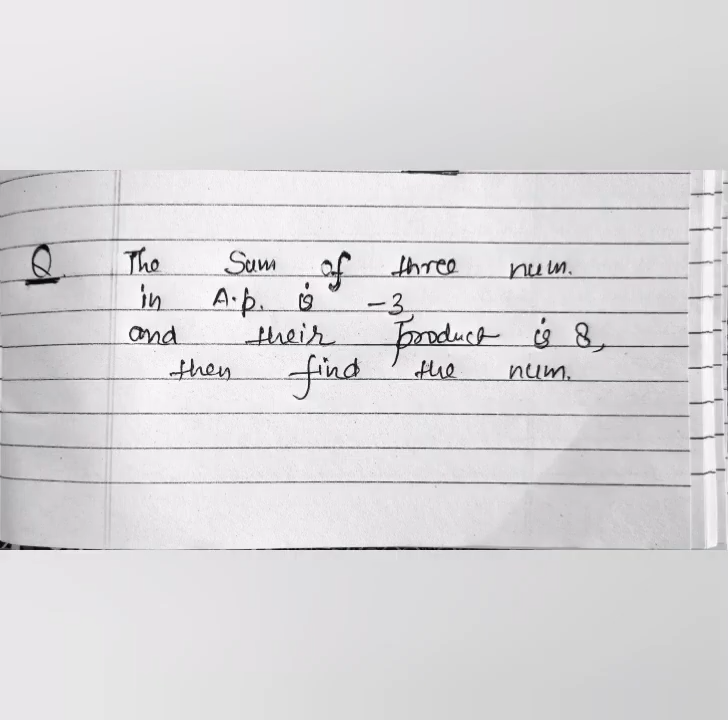 Q The Sum of three num.
in A.p. is -3
and their product is 8,
then find the num.